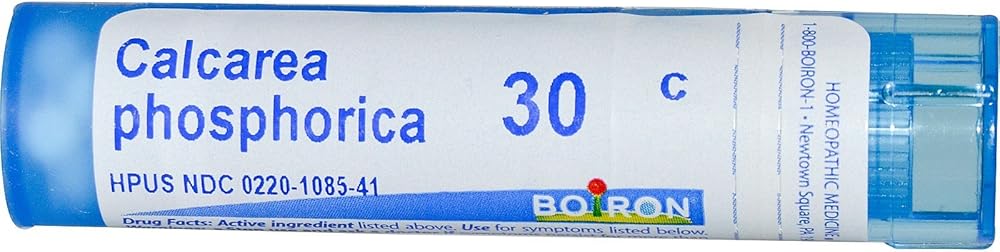 Calcarea
phosphorica
30 C
HPUS NDC 0220-1085-41
BOIRON
Drug Facts: Active ingredient listed above. Use for symptoms listed below.
HOMEOPATHIC MEDICINE
1-800-BOIRON-1 • Newtown Square, PA